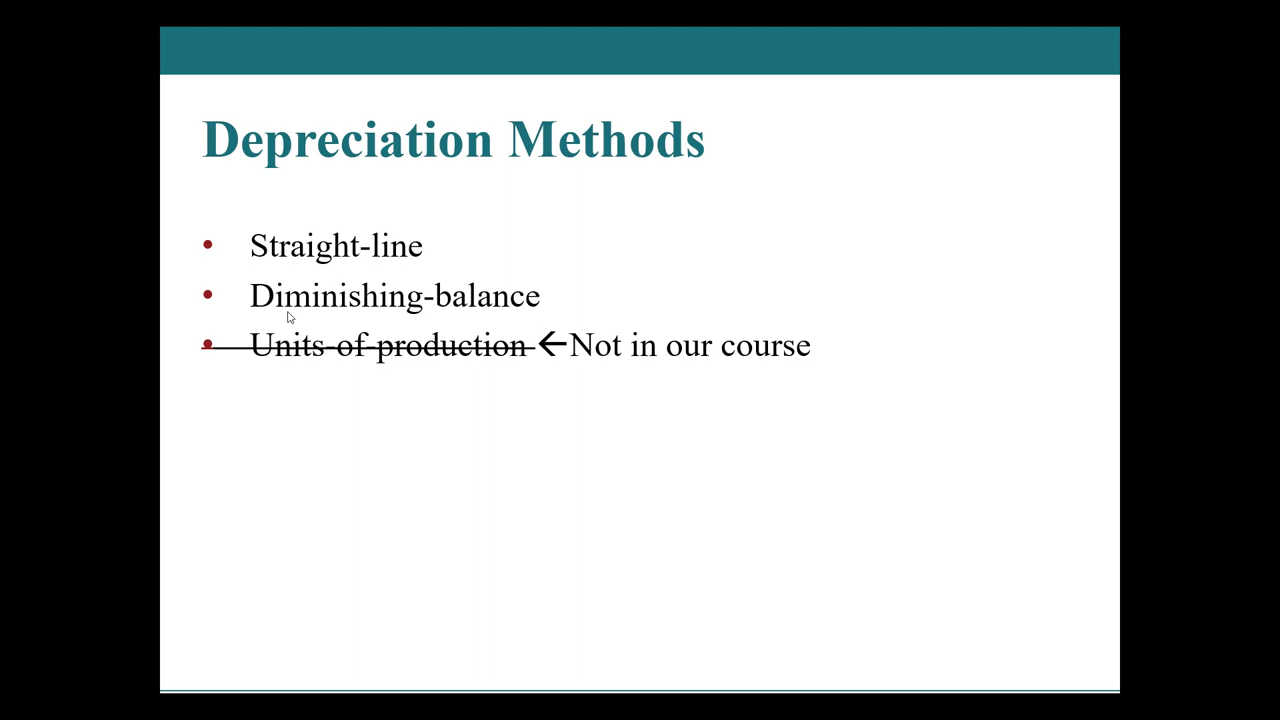 Depreciation Methods
• Straight-line
• Diminishing-balance
• Units-of-production ←Not in our course